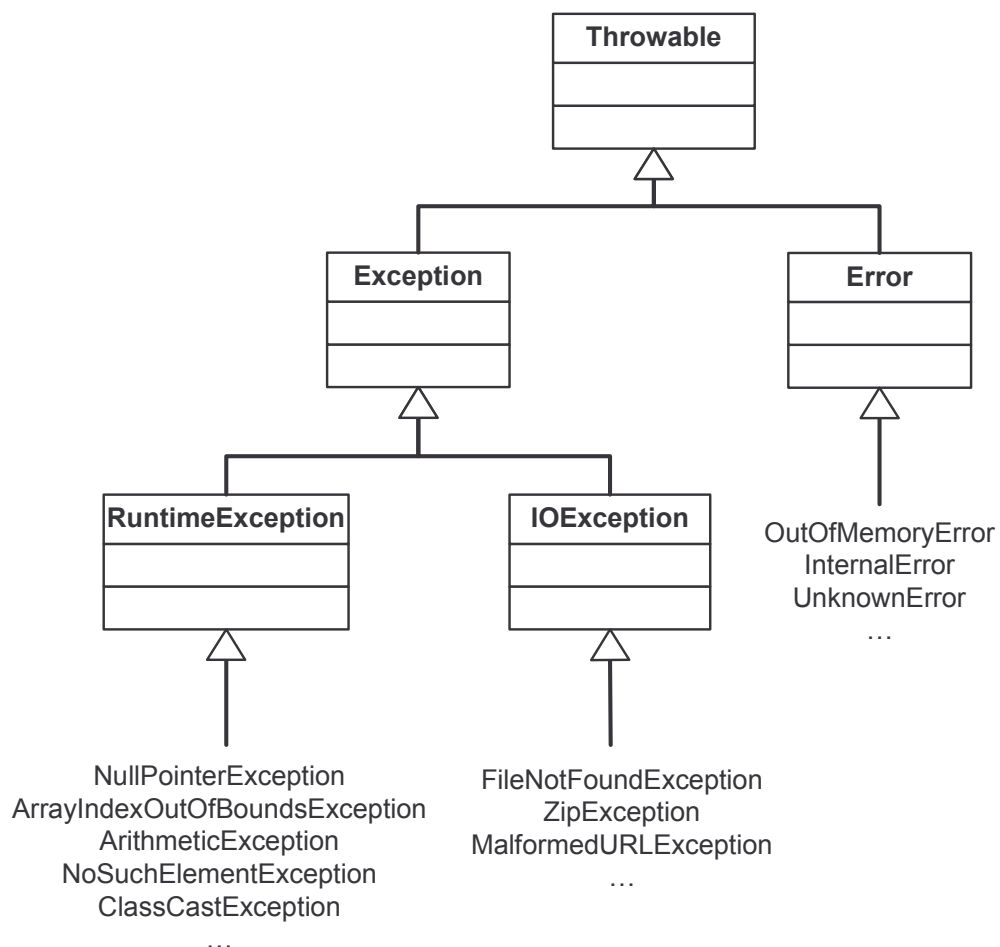 Throwable
Exception
Error
RuntimeException
IOException
OutOfMemoryError
InternalError
UnknownError
…
NullPointerException
ArrayIndexOutOfBoundsException
ArithmeticException
NoSuchElementException
ClassCastException
…
FileNotFoundException
ZipException
MalformedURLException
…